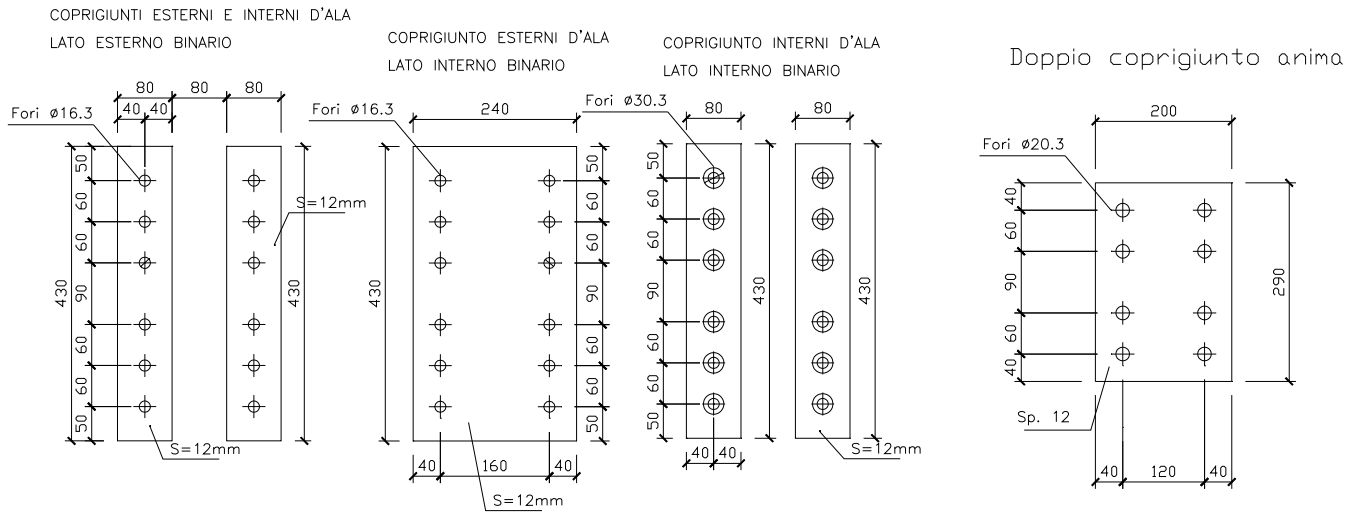 COPRIGIUNTI ESTERNI E INTERNI D'ALA
LATO ESTERNO BINARIO
80 80 80
40 40
Fori ø16.3
50
60
60
90
60
60
50
430
430
S=12mm
S=12mm
COPRIGIUNTO ESTERNI D'ALA
LATO INTERNO BINARIO
240
Fori ø16.3
430
50
60
60
90
60
60
50
40 160 40
S=12mm
COPRIGIUNTO INTERNI D'ALA
LATO INTERNO BINARIO
Fori ø30.3
80 80
50
60
60
90
60
60
50
430
430
40 40
S=12mm
Doppio coprigiunto anima
200
Fori ø20.3
40
60
90
60
40
290
Sp. 12
40 120 40